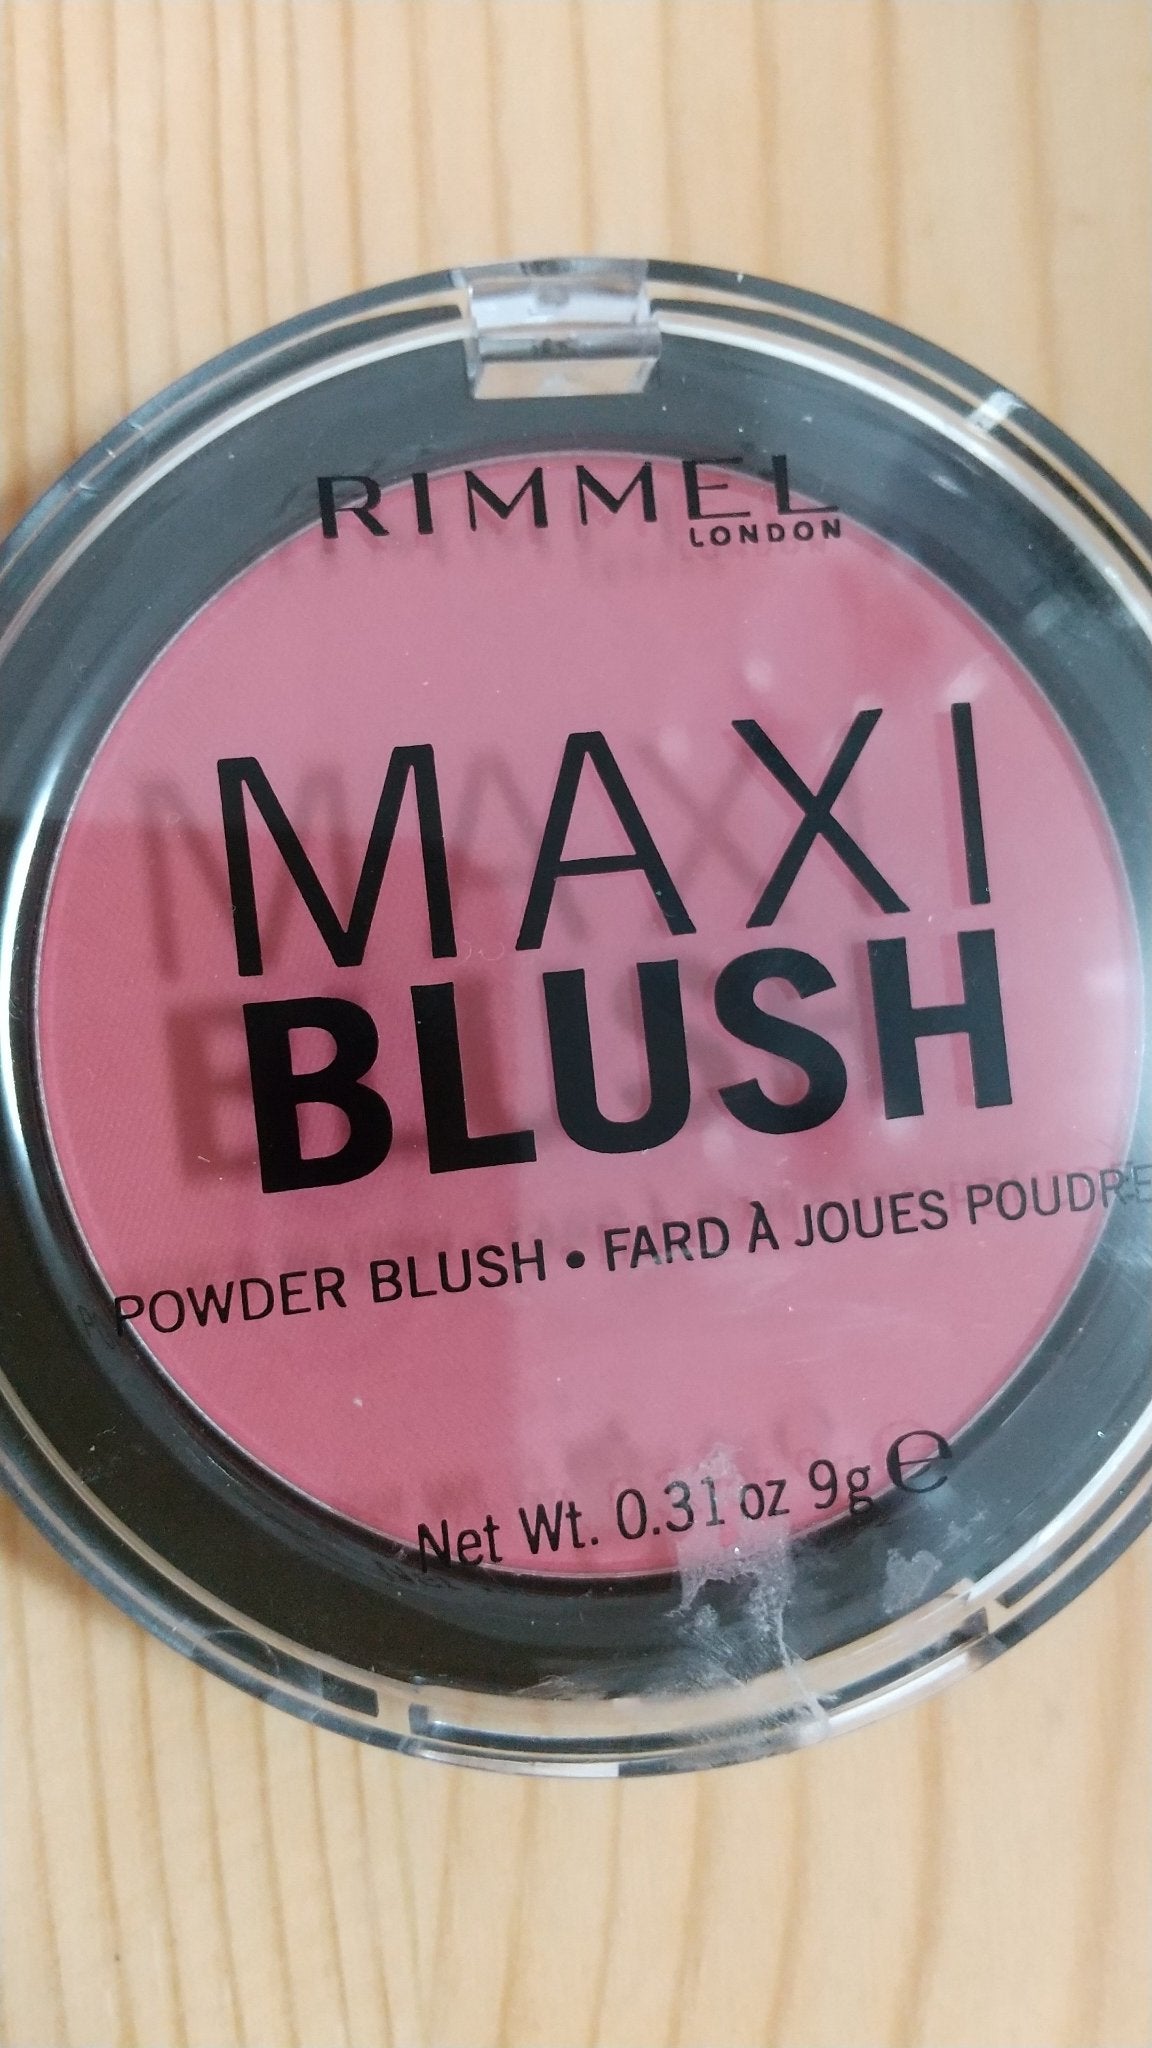 RIMMEL
LONDON
MAXI
BLUSH
POWDER BLUSH • FARD À JOUES POUDRE
Net Wt. 0.31 oz 9g ℮